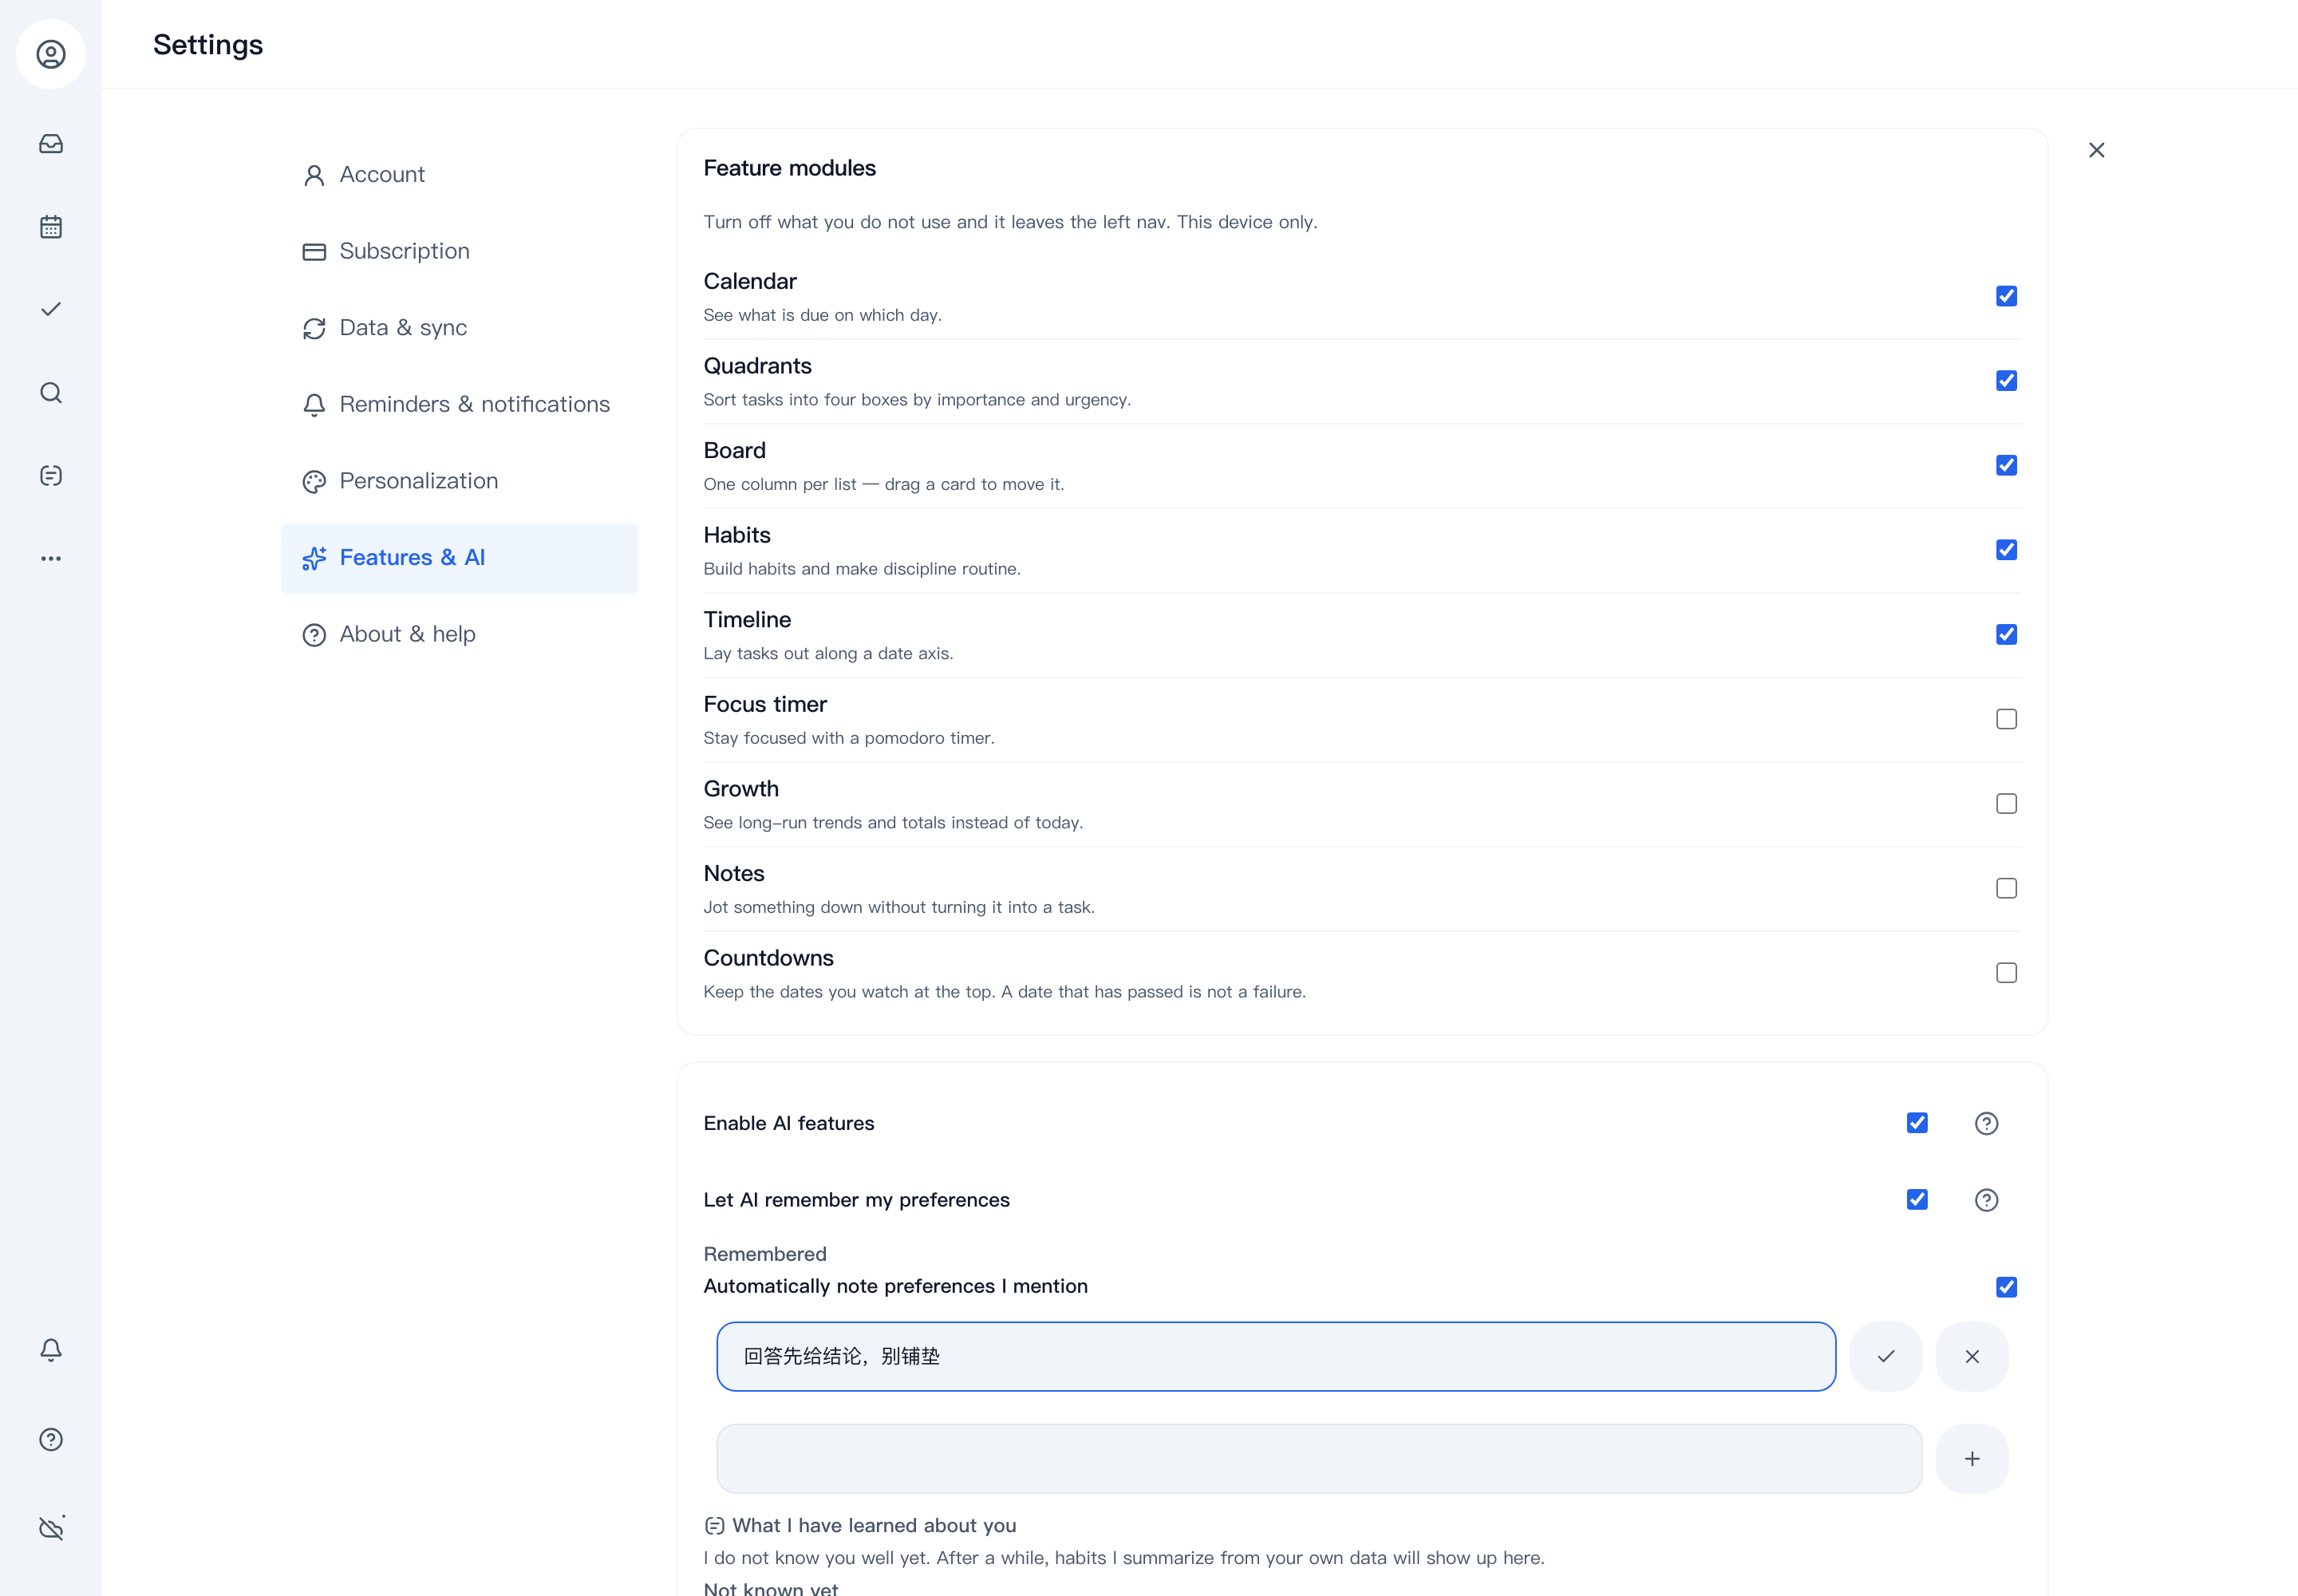 Settings
Account
Subscription
Data & sync
Reminders & notifications
Personalization
Features & AI
About & help
Feature modules
Turn off what you do not use and it leaves the left nav. This device only.
Calendar
See what is due on which day.
Quadrants
Sort tasks into four boxes by importance and urgency.
Board
One column per list — drag a card to move it.
Habits
Build habits and make discipline routine.
Timeline
Lay tasks out along a date axis.
Focus timer
Stay focused with a pomodoro timer.
Growth
See long-run trends and totals instead of today.
Notes
Jot something down without turning it into a task.
Countdowns
Keep the dates you watch at the top. A date that has passed is not a failure.
Enable AI features
Let AI remember my preferences
Remembered
Automatically note preferences I mention
回答先给结论，别铺垫
What I have learned about you
I do not know you well yet. After a while, habits I summarize from your own data will show up here.
Not known yet